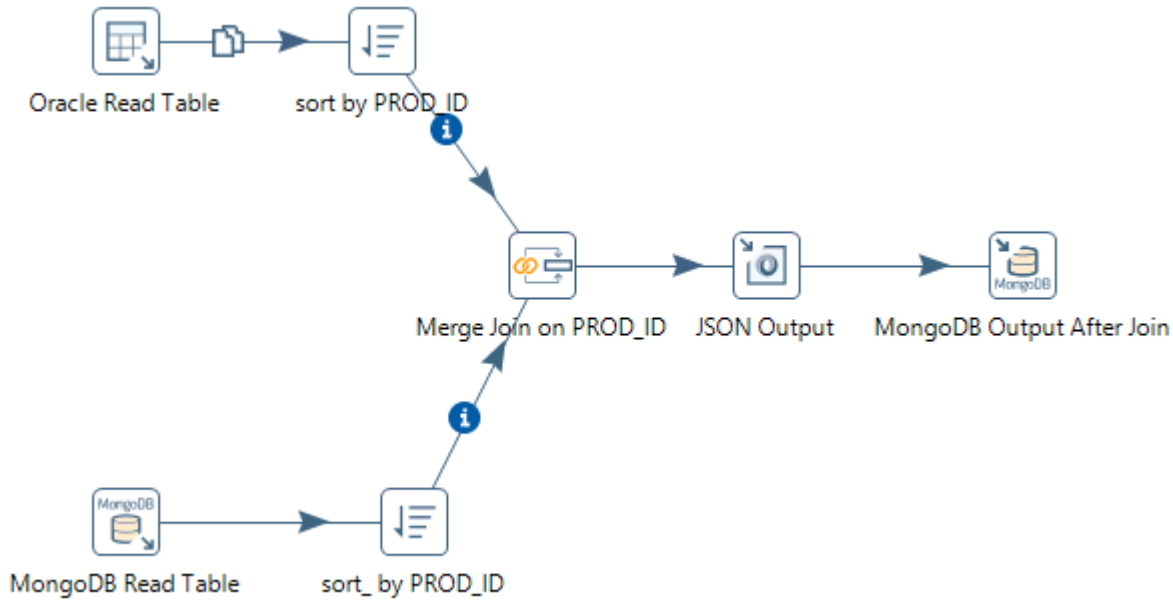 Oracle Read Table
sort by PROD_ID
i
Merge Join on PROD_ID
JSON Output
MongoDB
MongoDB Output After Join
i
MongoDB
MongoDB Read Table
sort_ by PROD_ID